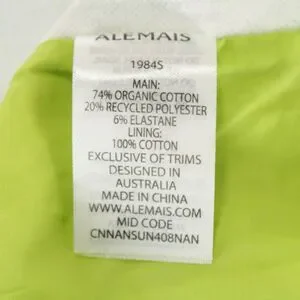 ALEMAIS
1984S
MAIN:
74% ORGANIC COTTON
20% RECYCLED POLYESTER
6% ELASTANE
LINING:
100% COTTON
EXCLUSIVE OF TRIMS
DESIGNED IN
AUSTRALIA
MADE IN CHINA
WWW.ALEMAIS.COM
MID CODE
CNNANSUN408NAN